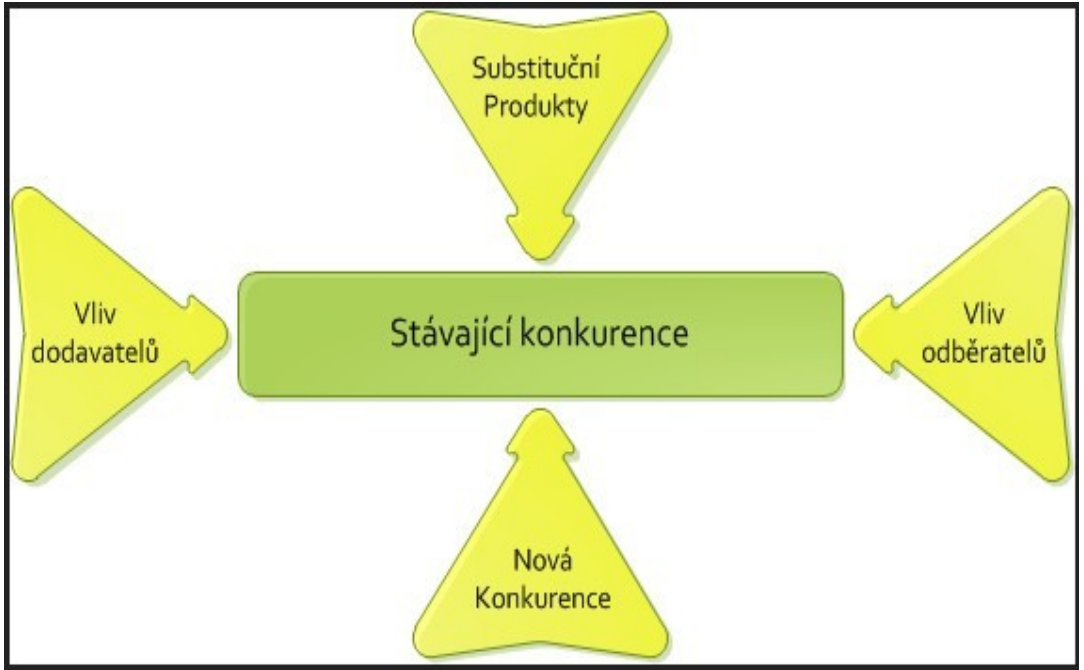 Substituční
Produkty
Vliv
dodavatelů
Stávající konkurence
Vliv
odběratelů
Nová
Konkurence